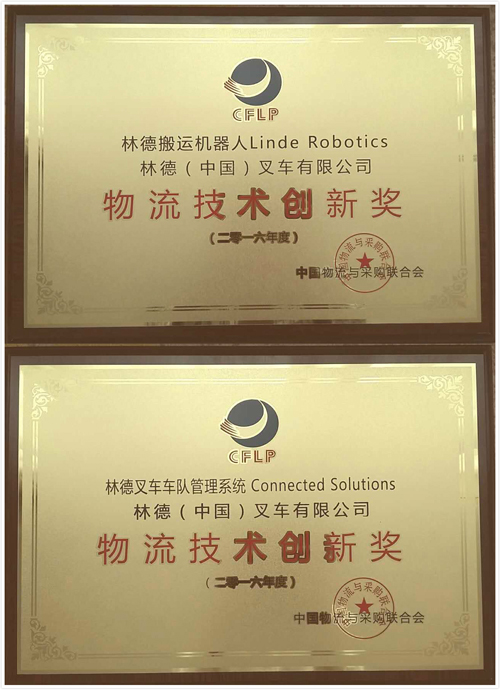 CFLP
林德搬运机器人Linde Robotics
林德（中国）叉车有限公司
物流技术创新奖
（二零一六年度）
中国物流与采购联合会
CFLP
林德叉车车队管理系统 Connected Solutions
林德（中国）叉车有限公司
物流技术创新奖
（二零一六年度）
中国物流与采购联合会